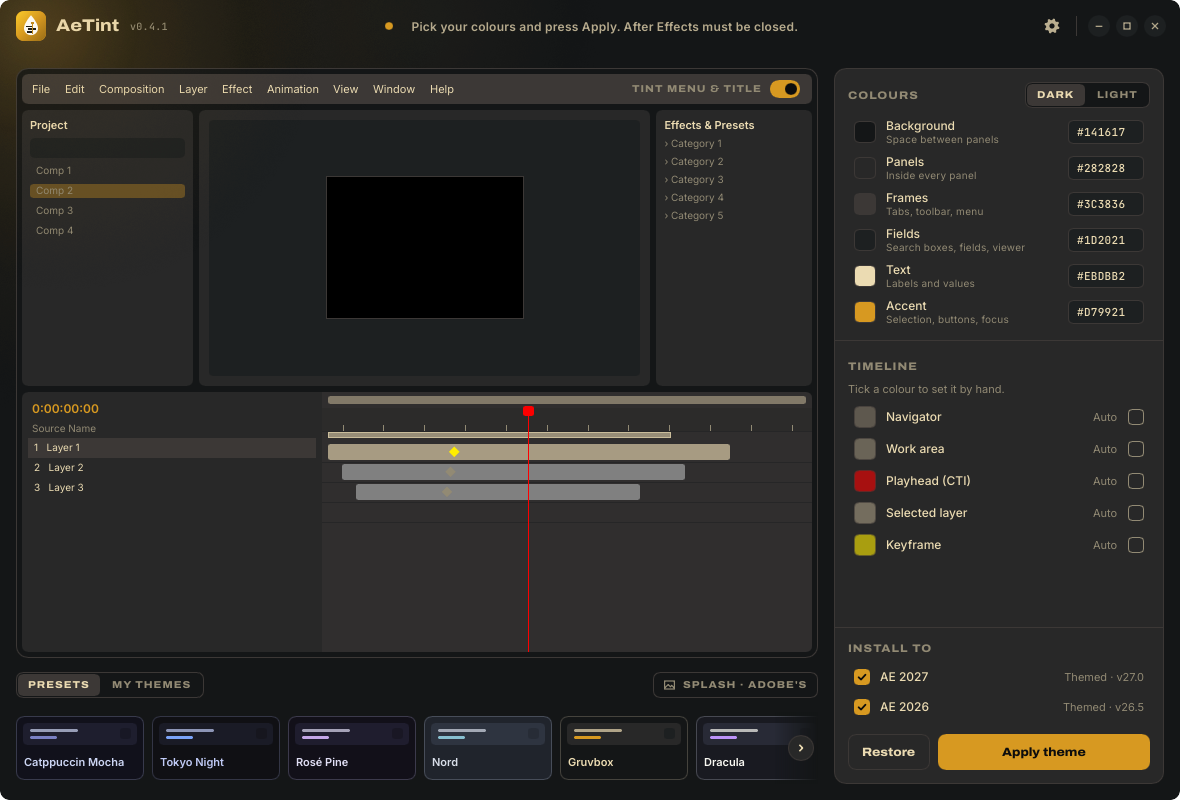 AeTint v0.4.1
Pick your colours and press Apply. After Effects must be closed.
File Edit Composition Layer Effect Animation View Window Help
TINT MENU & TITLE
Project
Comp 1
Comp 2
Comp 3
Comp 4
Effects & Presets
› Category 1
› Category 2
› Category 3
› Category 4
› Category 5
0:00:00:00
Source Name
1 Layer 1
2 Layer 2
3 Layer 3
PRESETS MY THEMES
SPLASH · ADOBE'S
Catppuccin Mocha
Tokyo Night
Rosé Pine
Nord
Gruvbox
Dracula
COLOURS
DARK LIGHT
Background
Space between panels
#141617
Panels
Inside every panel
#282828
Frames
Tabs, toolbar, menu
#3C3836
Fields
Search boxes, fields, viewer
#1D2021
Text
Labels and values
#EBDBB2
Accent
Selection, buttons, focus
#D79921
TIMELINE
Tick a colour to set it by hand.
Navigator Auto
Work area Auto
Playhead (CTI) Auto
Selected layer Auto
Keyframe Auto
INSTALL TO
AE 2027 Themed · v27.0
AE 2026 Themed · v26.5
Restore
Apply theme